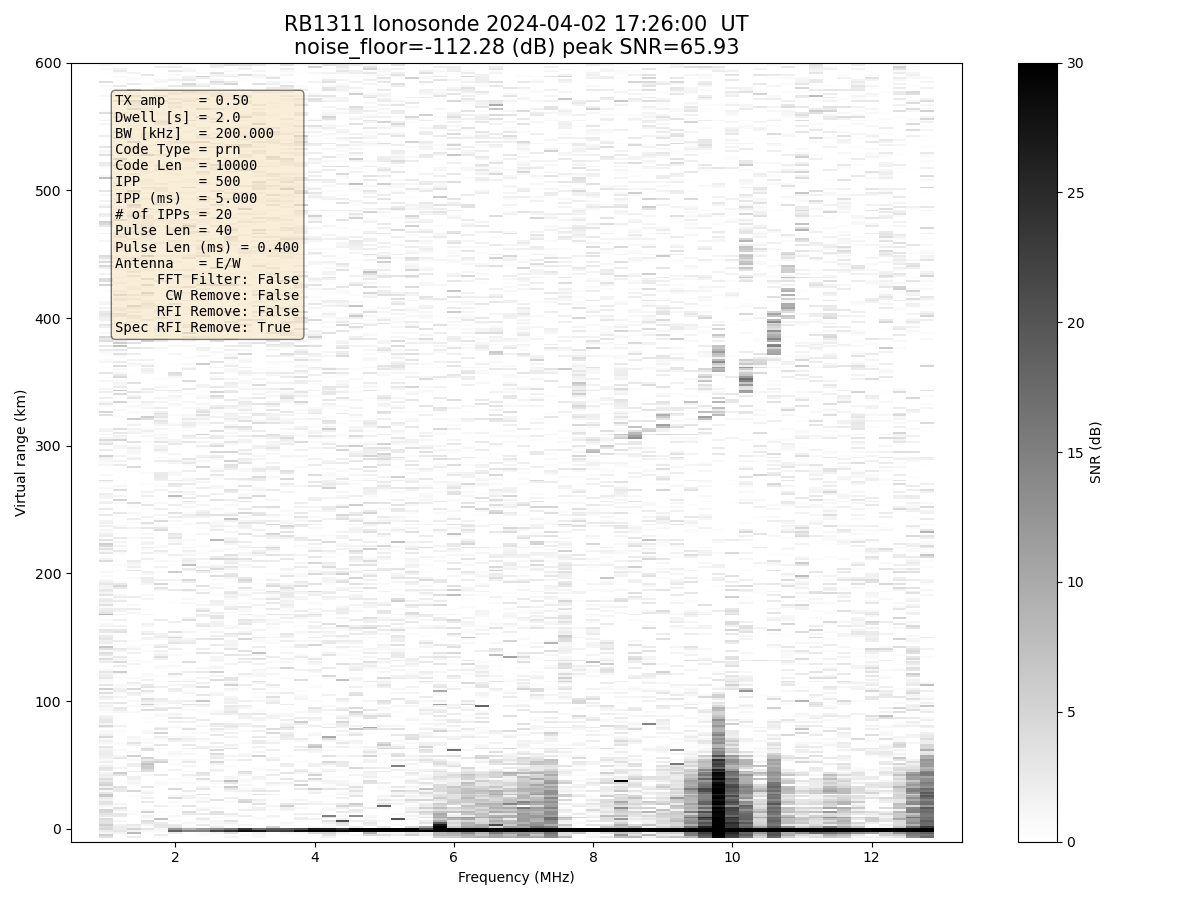 RB1311 Ionosonde 2024-04-02 17:26:00 UT
noise_floor=-112.28 (dB) peak SNR=65.93
600
500
400
300
200
100
0
Virtual range (km)
TX amp    = 0.50
Dwell [s] = 2.0
BW [kHz]  = 200.000
Code Type = prn
Code Len  = 10000
IPP       = 500
IPP (ms)  = 5.000
# of IPPs = 20
Pulse Len = 40
Pulse Len (ms) = 0.400
Antenna   = E/W
FFT Filter: False
CW Remove: False
RFI Remove: False
Spec RFI Remove: True
2 4 6 8 10 12
Frequency (MHz)
30
25
20
15
10
5
0
SNR (dB)